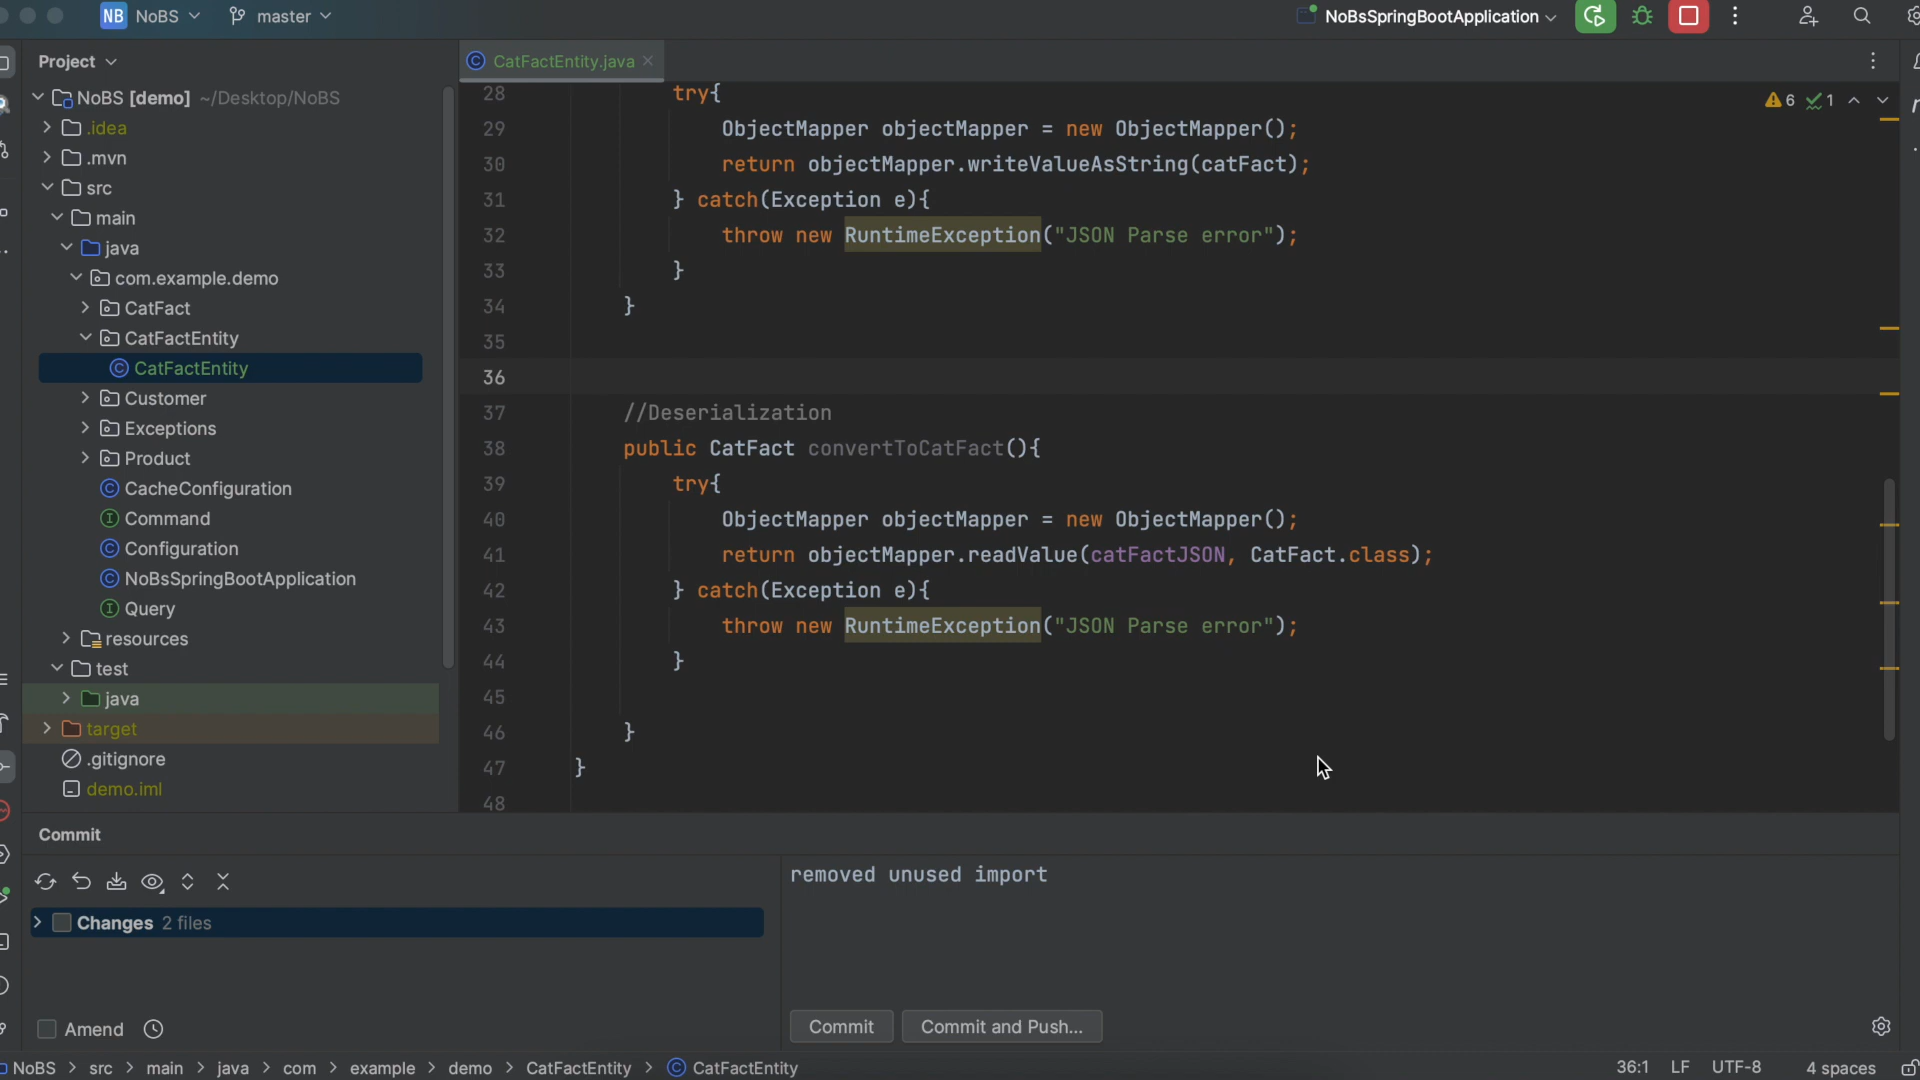 NB NoBS master NoBsSpringBootApplication
Project
CatFactEntity.java
NoBS [demo] ~/Desktop/NoBS
.idea
.mvn
src
main
java
com.example.demo
CatFact
CatFactEntity
CatFactEntity
Customer
Exceptions
Product
CacheConfiguration
Command
Configuration
NoBsSpringBootApplication
Query
resources
test
java
target
.gitignore
demo.iml
6 1
28 try{
29 ObjectMapper objectMapper = new ObjectMapper();
30 return objectMapper.writeValueAsString(catFact);
31 } catch(Exception e){
32 throw new RuntimeException("JSON Parse error");
33 }
34 }
35
36
37 //Deserialization
38 public CatFact convertToCatFact(){
39 try{
40 ObjectMapper objectMapper = new ObjectMapper();
41 return objectMapper.readValue(catFactJSON, CatFact.class);
42 } catch(Exception e){
43 throw new RuntimeException("JSON Parse error");
44 }
45
46 }
47 }
48
Commit
Changes 2 files
Amend
removed unused import
Commit Commit and Push...
NoBS > src > main > java > com > example > demo > CatFactEntity > CatFactEntity
36:1 LF UTF-8 4 spaces